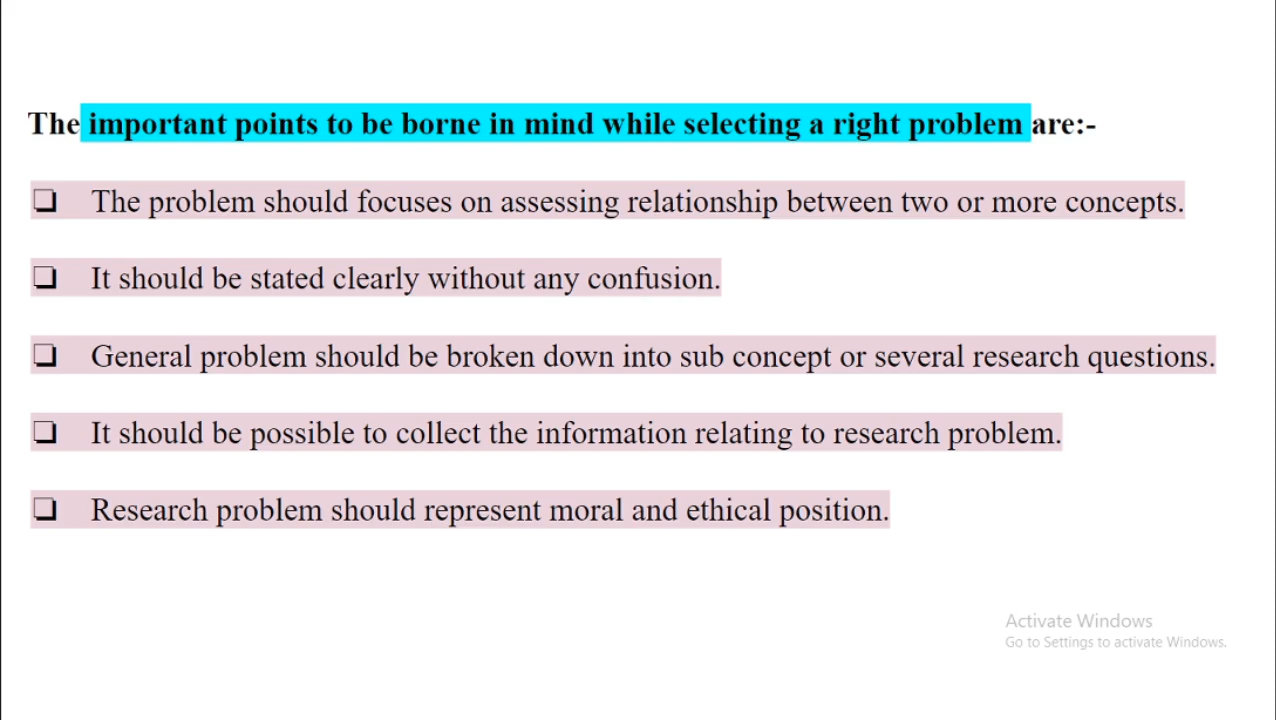 The important points to be borne in mind while selecting a right problem are:-
❑ The problem should focuses on assessing relationship between two or more concepts.
❑ It should be stated clearly without any confusion.
❑ General problem should be broken down into sub concept or several research questions.
❑ It should be possible to collect the information relating to research problem.
❑ Research problem should represent moral and ethical position.
Activate Windows
Go to Settings to activate Windows.